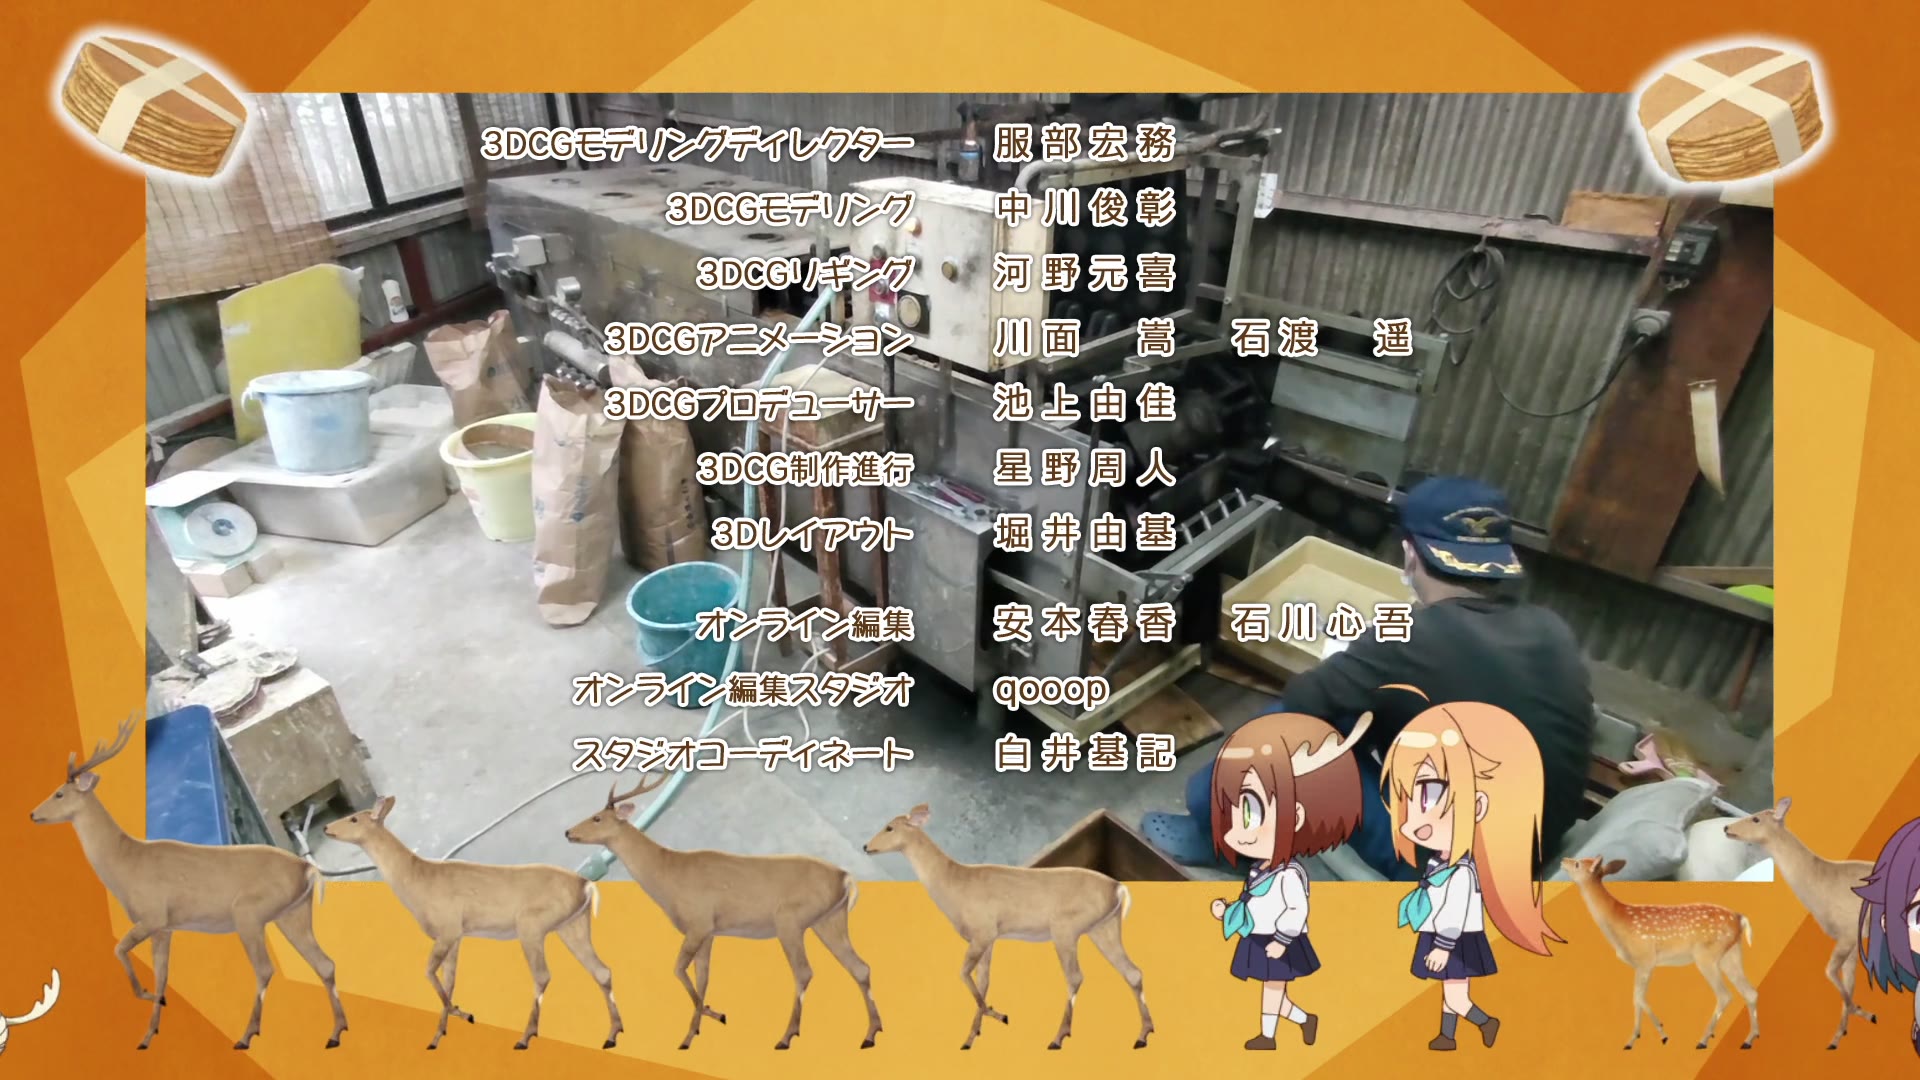 3DCGモデリングディレクター 服部宏務
3DCGモデリング 中川俊彰
3DCGリギング 河野元喜
3DCGアニメーション 川面 嵩 石渡 遥
3DCGプロデューサー 池上由佳
3DCG制作進行 星野周人
3Dレイアウト 堀井由基
オンライン編集 安本春香 石川心吾
オンライン編集スタジオ qooop
スタジオコーディネート 白井基記